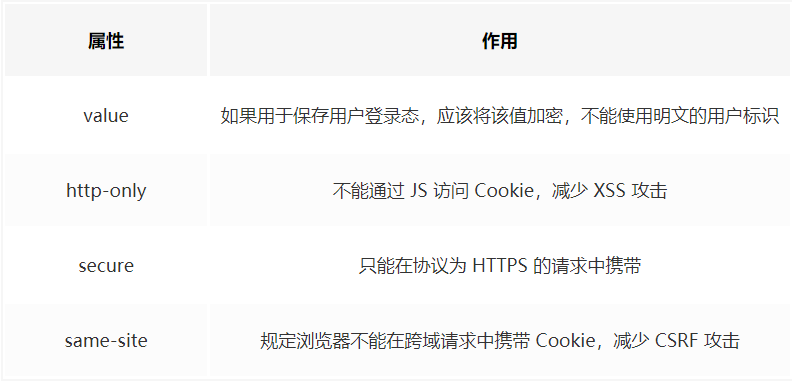 属性 作用
value 如果用于保存用户登录态，应该将该值加密，不能使用明文的用户标识
http-only 不能通过 JS 访问 Cookie，减少 XSS 攻击
secure 只能在协议为 HTTPS 的请求中携带
same-site 规定浏览器不能在跨域请求中携带 Cookie，减少 CSRF 攻击